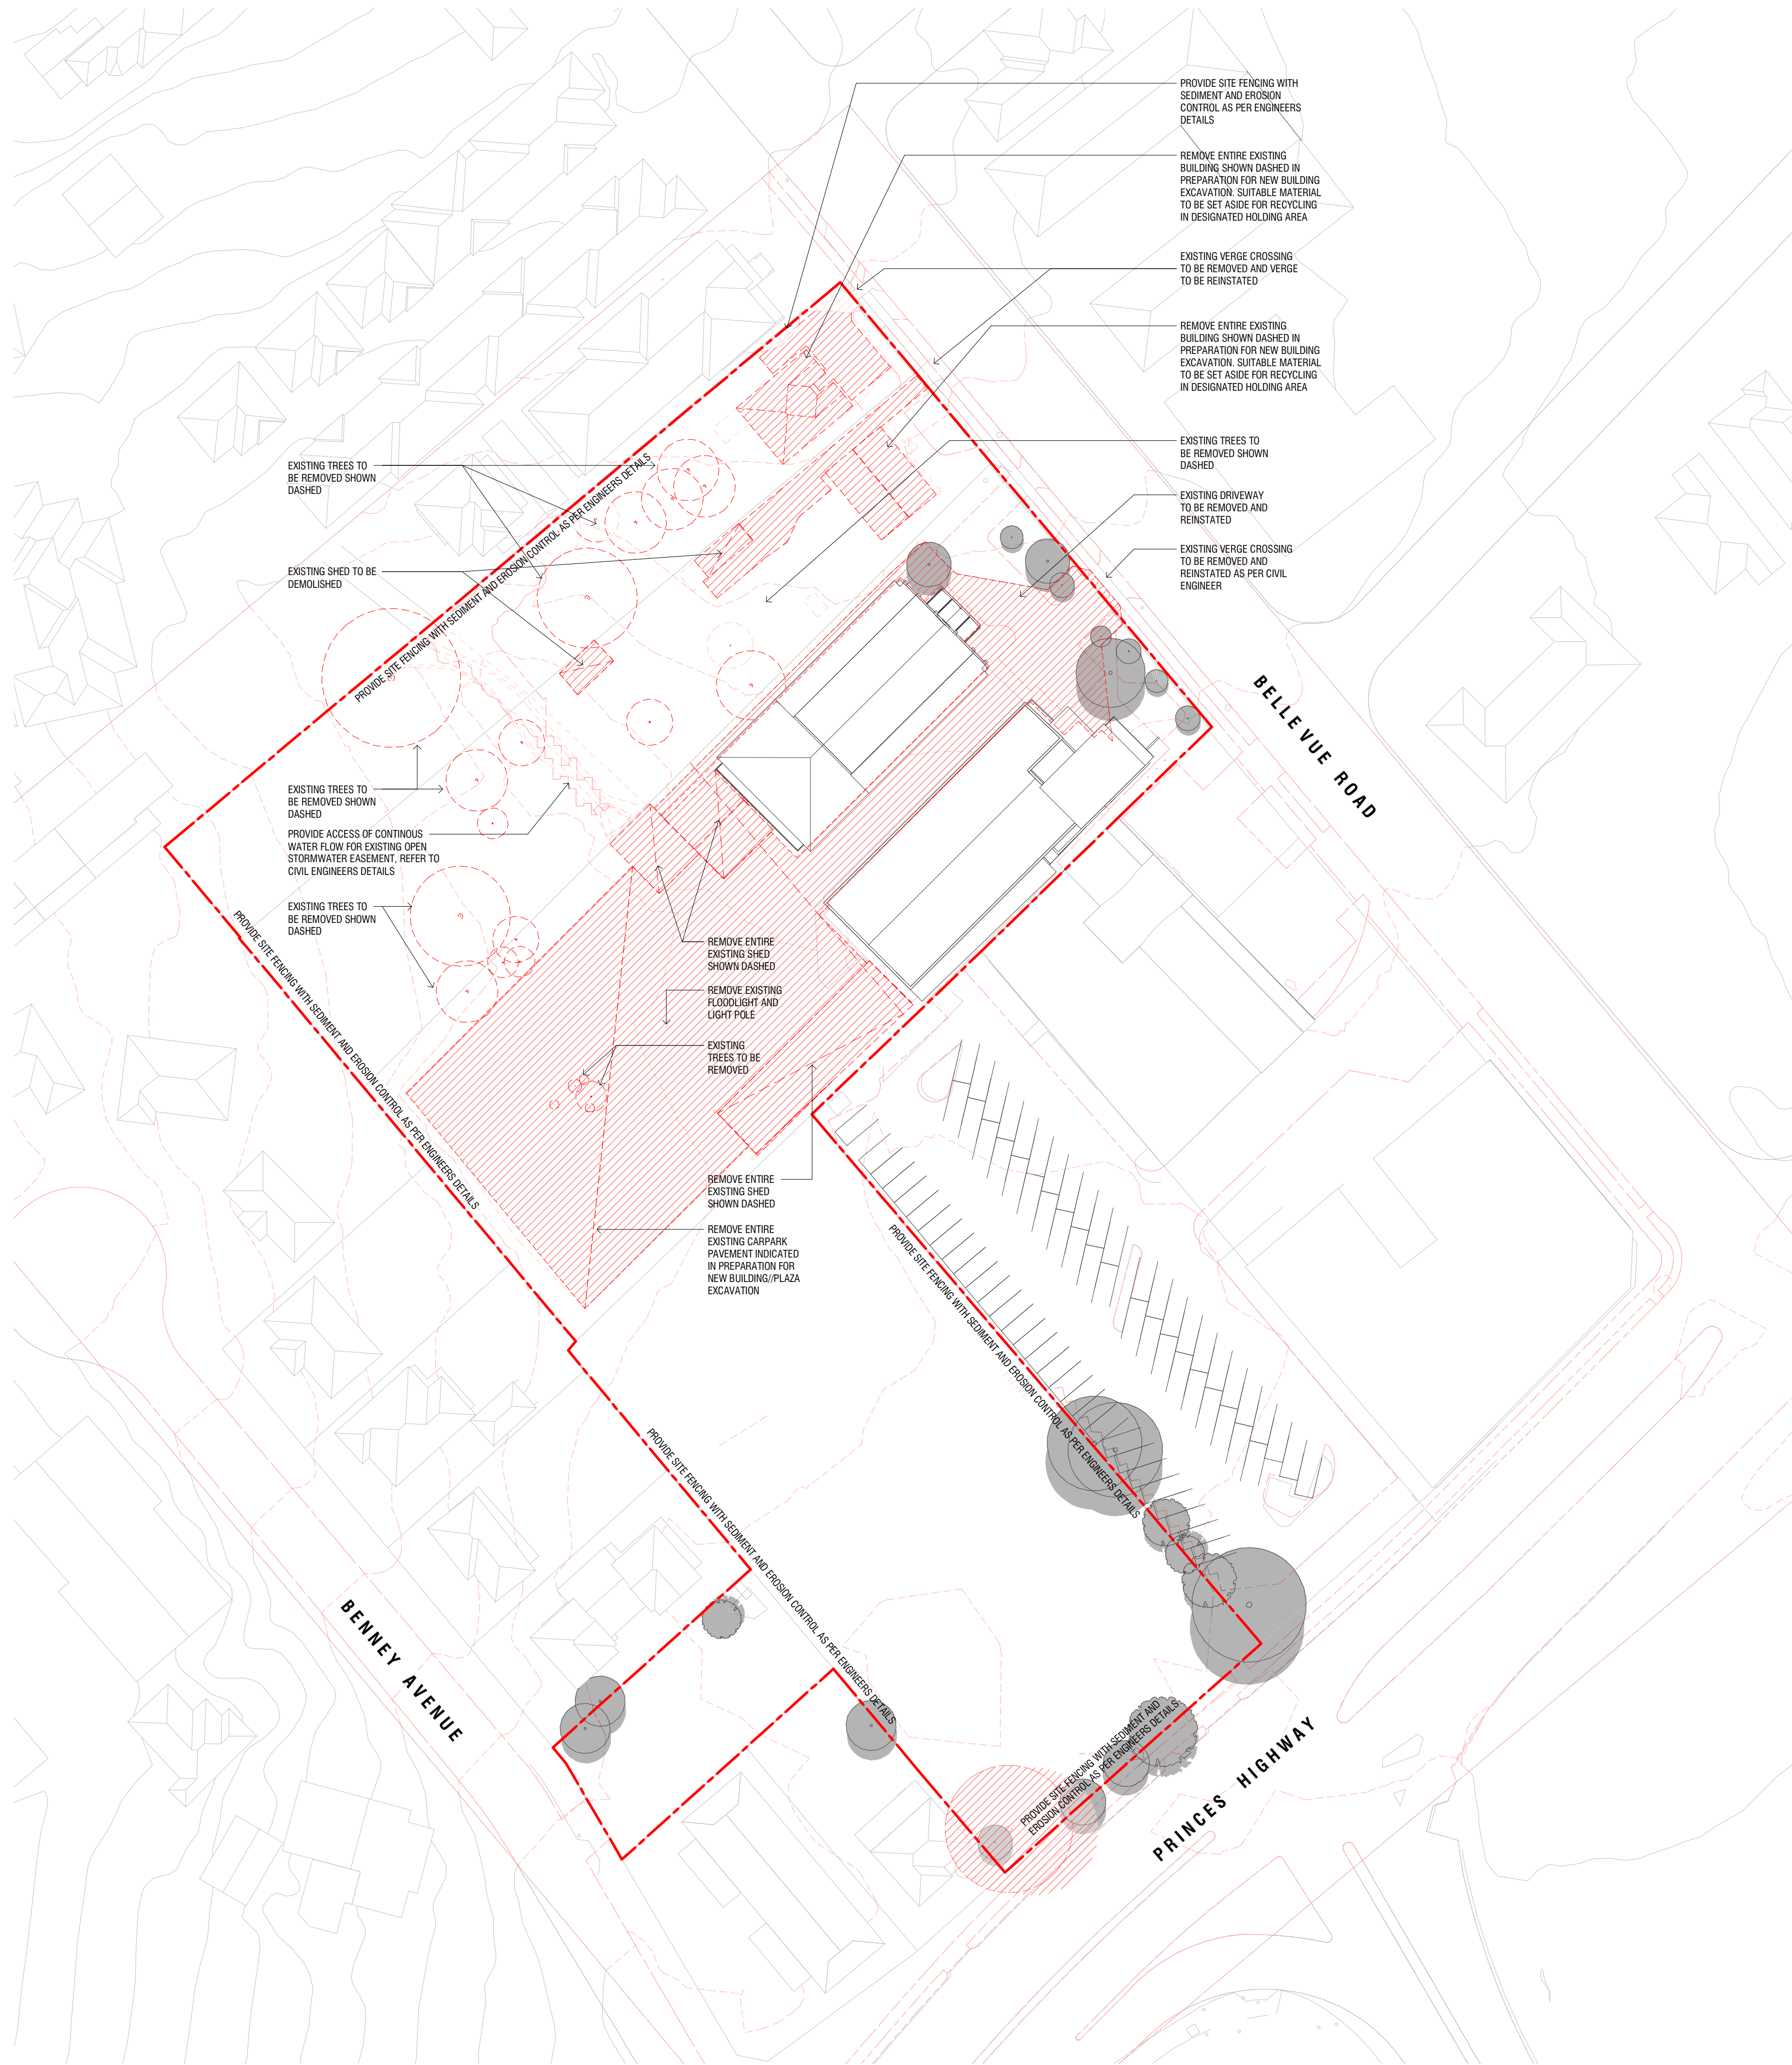 PROVIDE SITE FENCING WITH
SEDIMENT AND EROSION
CONTROL AS PER ENGINEERS
DETAILS
REMOVE ENTIRE EXISTING
BUILDING SHOWN DASHED IN
PREPARATION FOR NEW BUILDING
EXCAVATION. SUITABLE MATERIAL
TO BE SET ASIDE FOR RECYCLING
IN DESIGNATED HOLDING AREA
EXISTING VERGE CROSSING
TO BE REMOVED AND VERGE
TO BE REINSTATED
REMOVE ENTIRE EXISTING
BUILDING SHOWN DASHED IN
PREPARATION FOR NEW BUILDING
EXCAVATION. SUITABLE MATERIAL
TO BE SET ASIDE FOR RECYCLING
IN DESIGNATED HOLDING AREA
EXISTING TREES TO
BE REMOVED SHOWN
DASHED
EXISTING DRIVEWAY
TO BE REMOVED AND
REINSTATED
EXISTING VERGE CROSSING
TO BE REMOVED AND
REINSTATED AS PER CIVIL
ENGINEER
EXISTING TREES TO
BE REMOVED SHOWN
DASHED
EXISTING SHED TO BE
DEMOLISHED
PROVIDE SITE FENCING WITH SEDIMENT AND EROSION CONTROL AS PER ENGINEERS DETAILS
BELLEVUE ROAD
EXISTING TREES TO
BE REMOVED SHOWN
DASHED
PROVIDE ACCESS OF CONTINOUS
WATER FLOW FOR EXISTING OPEN
STORMWATER EASEMENT, REFER TO
CIVIL ENGINEERS DETAILS
EXISTING TREES TO
BE REMOVED SHOWN
DASHED
PROVIDE SITE FENCING WITH SEDIMENT AND EROSION CONTROL AS PER ENGINEERS DETAILS
REMOVE ENTIRE
EXISTING SHED
SHOWN DASHED
REMOVE EXISTING
FLOODLIGHT AND
LIGHT POLE
EXISTING
TREES TO BE
REMOVED
REMOVE ENTIRE
EXISTING SHED
SHOWN DASHED
REMOVE ENTIRE
EXISTING CARPARK
PAVEMENT INDICATED
IN PREPARATION FOR
NEW BUILDING//PLAZA
EXCAVATION
PROVIDE SITE FENCING WITH SEDIMENT AND EROSION CONTROL AS PER ENGINEERS DETAILS
PROVIDE SITE FENCING WITH SEDIMENT AND EROSION CONTROL AS PER ENGINEERS DETAILS
BENNEY AVENUE
PROVIDE SITE FENCING WITH SEDIMENT AND
EROSION CONTROL AS PER ENGINEERS DETAILS
PRINCES HIGHWAY